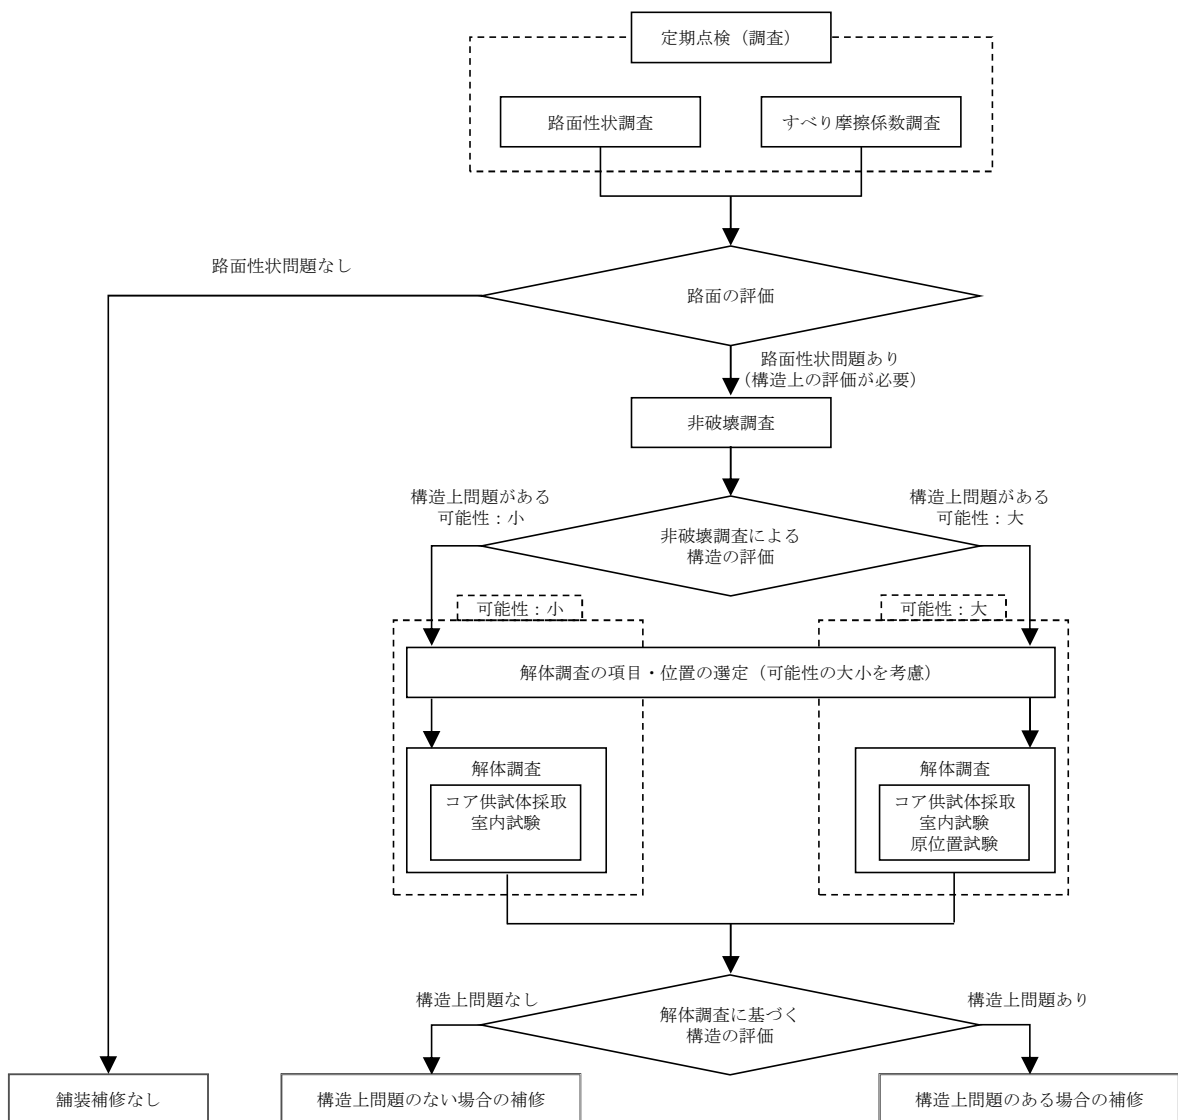 定期点検（調査）
路面性状調査
すべり摩擦係数調査
路面性状問題なし
路面の評価
路面性状問題あり
（構造上の評価が必要）
非破壊調査
構造上問題がある
可能性：小
構造上問題がある
可能性：大
非破壊調査による
構造の評価
可能性：小
可能性：大
解体調査の項目・位置の選定（可能性の大小を考慮）
解体調査
コア供試体採取
室内試験
解体調査
コア供試体採取
室内試験
原位置試験
構造上問題なし
構造上問題あり
解体調査に基づく
構造の評価
舗装補修なし
構造上問題のない場合の補修
構造上問題のある場合の補修